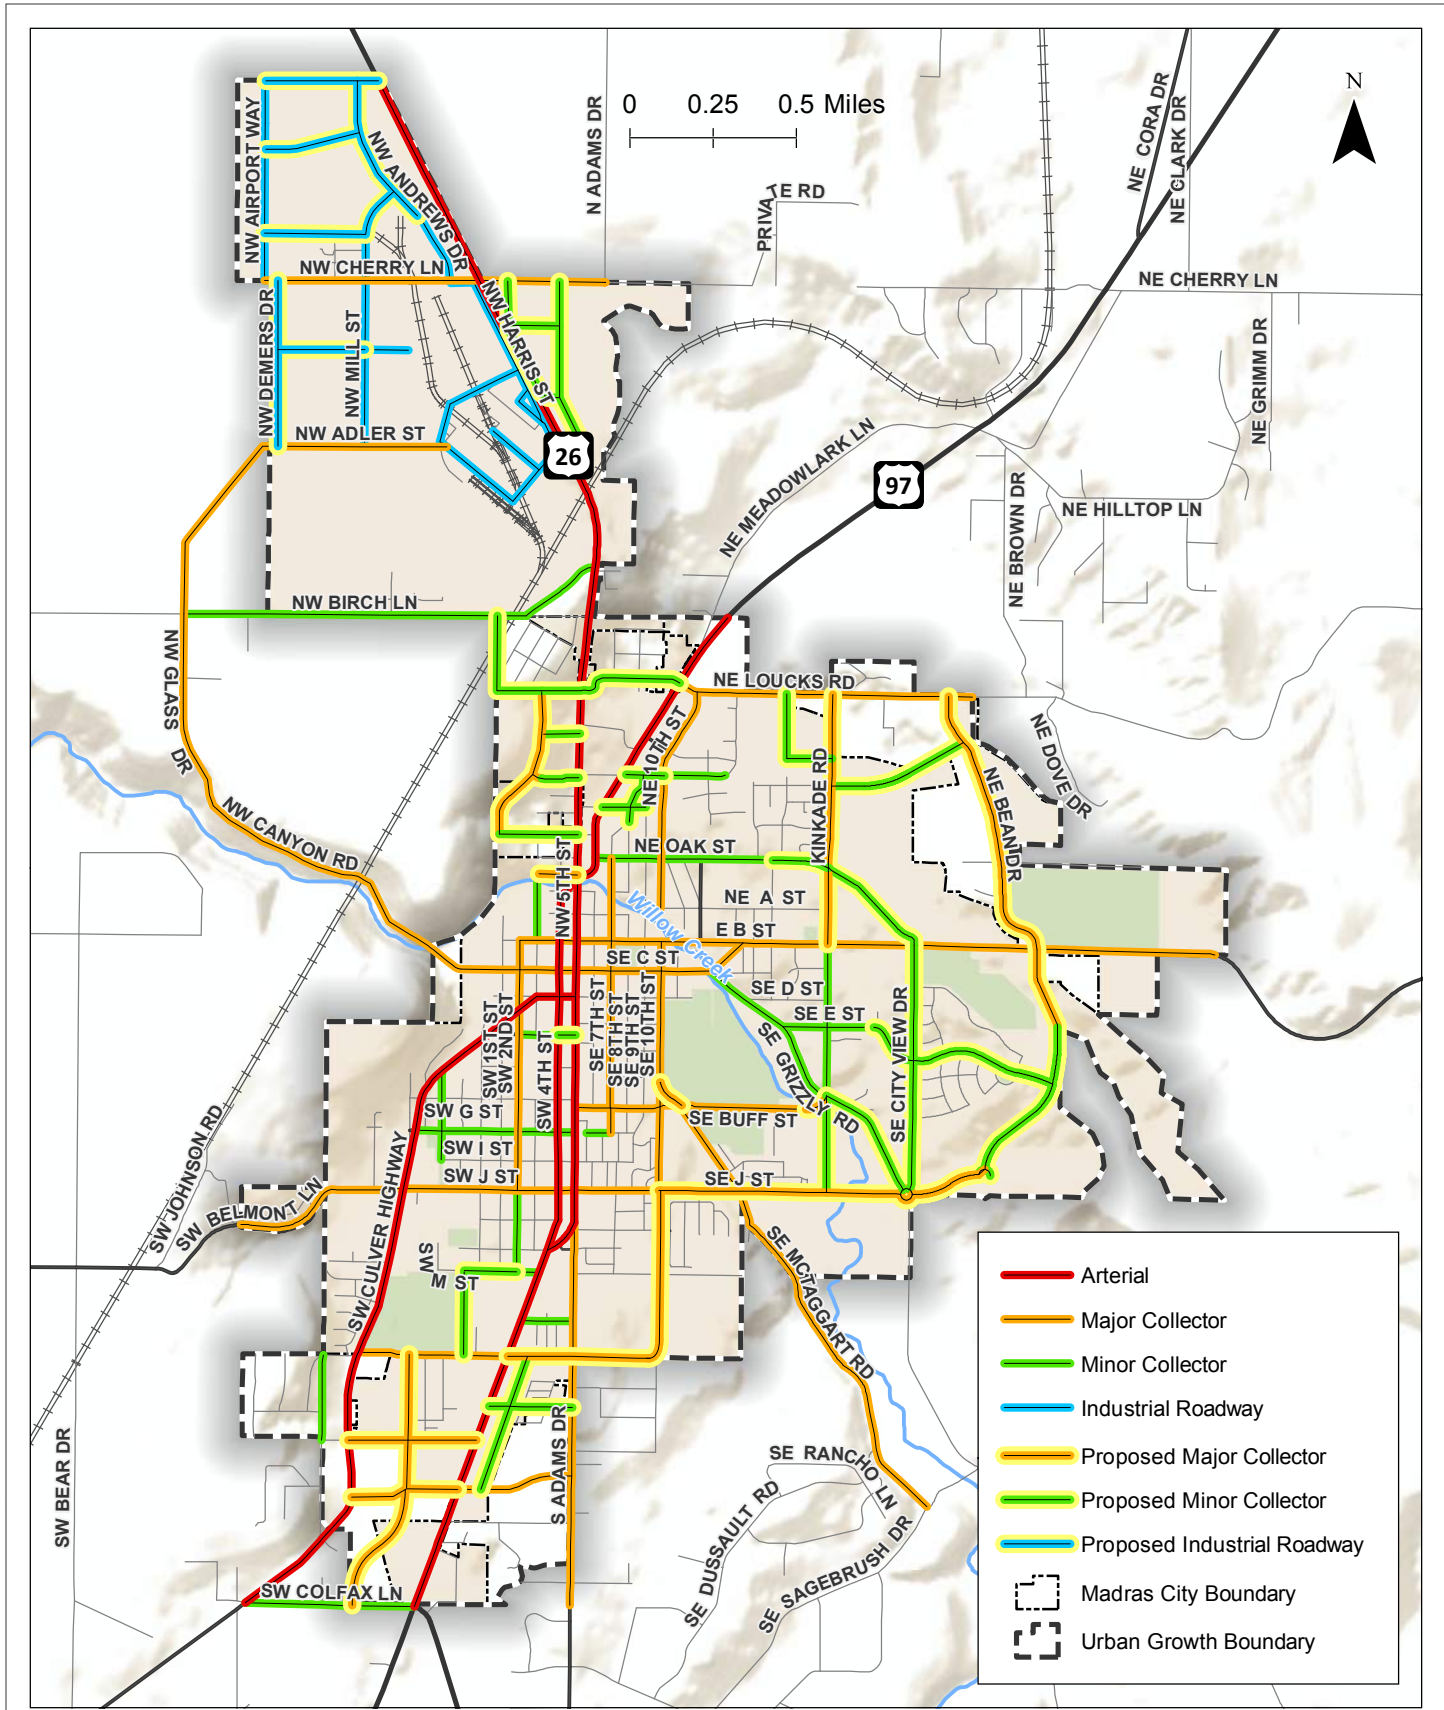 0 0.25 0.5 Miles
N
NW AIRPORT WAY
NW ANDREWS DR
N ADAMS DR
PRIVATE RD
NE CORA DR
NE CLARK DR
NW CHERRY LN
NE CHERRY LN
NW HARRIS ST
NW DEMERS DR
NW MILL ST
NE GRIMM DR
NW ADLER ST
26
NE MEADOWLARK LN
97
NE BROWN DR
NE HILLTOP LN
NW BIRCH LN
NW GLASS
DR
NE LOUCKS RD
NE 10TH ST
NE DOVE DR
KINKADE RD
NE BEAN DR
NW CANYON RD
NE OAK ST
NW 5TH ST
NE A ST
Willow Creek
E B ST
SE C ST
SE D ST
SE E ST
SW 1ST ST
SW 2ND ST
SW 4TH ST
SE 7TH ST
SE 8TH ST
SE 9TH ST
SE 10TH ST
SE GRIZZLY RD
SE CITY VIEW DR
SW G ST
SE BUFF ST
SW I ST
SW J ST
SE J ST
SW JOHNSON RD
SW BELMONT LN
SW CULVER HIGHWAY
SW
M ST
SE MCTAGGART RD
S ADAMS DR
SW BEAR DR
SE RANCHO LN
SE DUSSAULT RD
SE SAGEBRUSH DR
SW COLFAX LN
Arterial
Major Collector
Minor Collector
Industrial Roadway
Proposed Major Collector
Proposed Minor Collector
Proposed Industrial Roadway
Madras City Boundary
Urban Growth Boundary